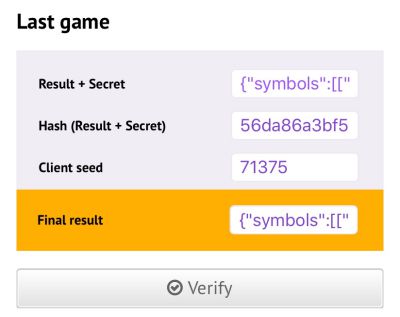 Last game
Result + Secret {"symbols":[["
Hash (Result + Secret) 56da86a3bf5
Client seed 71375
Final result {"symbols":[["
Verify